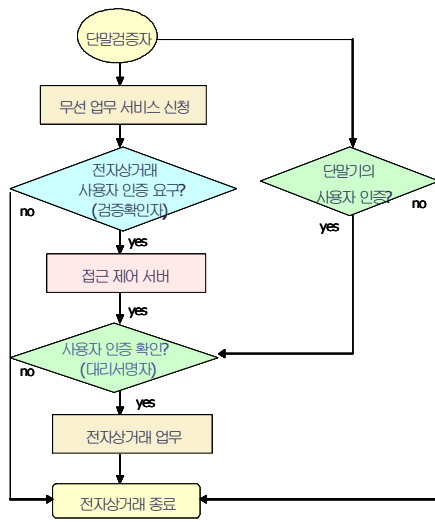 단말검증자
무선 업무 서비스 신청
전자상거래
사용자 인증 요구?
(검증확인자)
no
yes
단말기의
사용자 인증?
no
yes
접근 제어 서버
yes
사용자 인증 확인?
(대리서명자)
no
yes
전자상거래 업무
전자상거래 종료